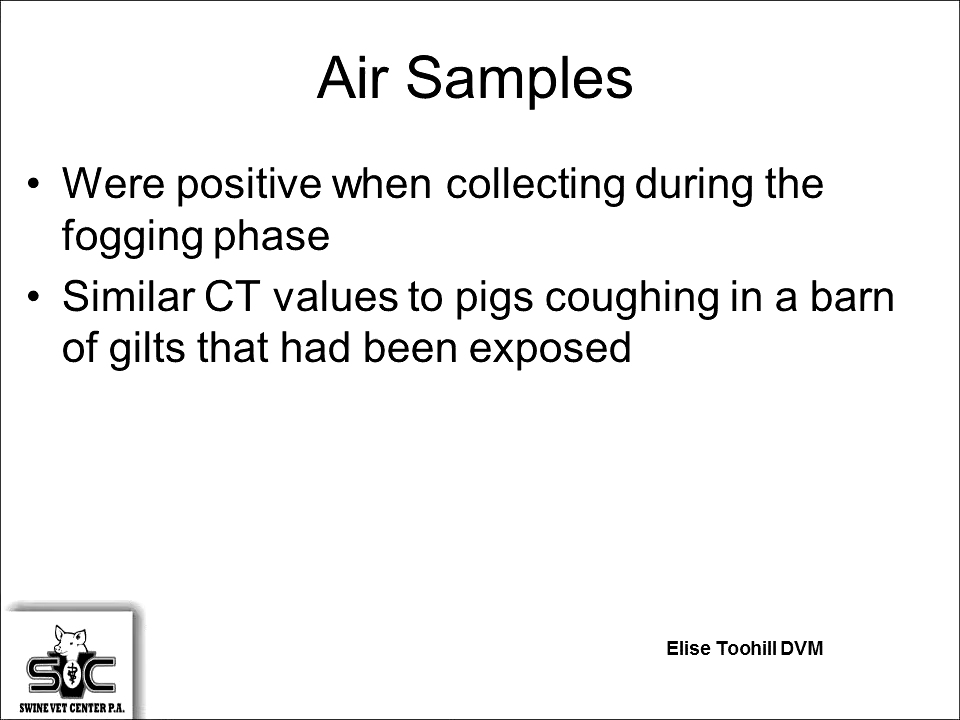 Air Samples
• Were positive when collecting during the
fogging phase
• Similar CT values to pigs coughing in a barn
of gilts that had been exposed
Elise Toohill DVM
SVC
SWINE VET CENTER P.A.